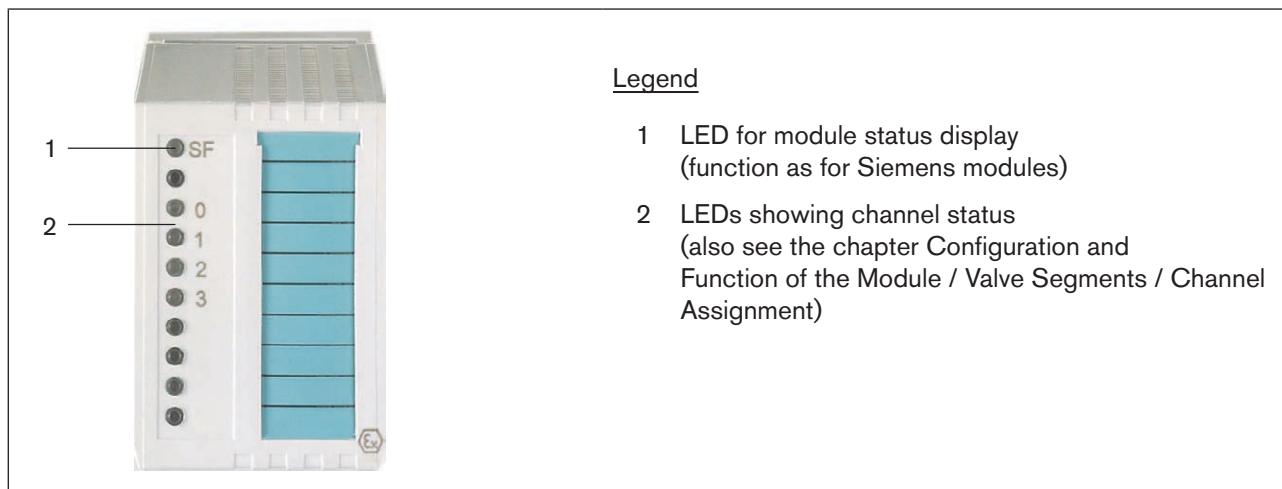 1
SF
0
2
1
2
3
Ex
Legend
1 LED for module status display
(function as for Siemens modules)
2 LEDs showing channel status
(also see the chapter Configuration and
Function of the Module / Valve Segments / Channel
Assignment)